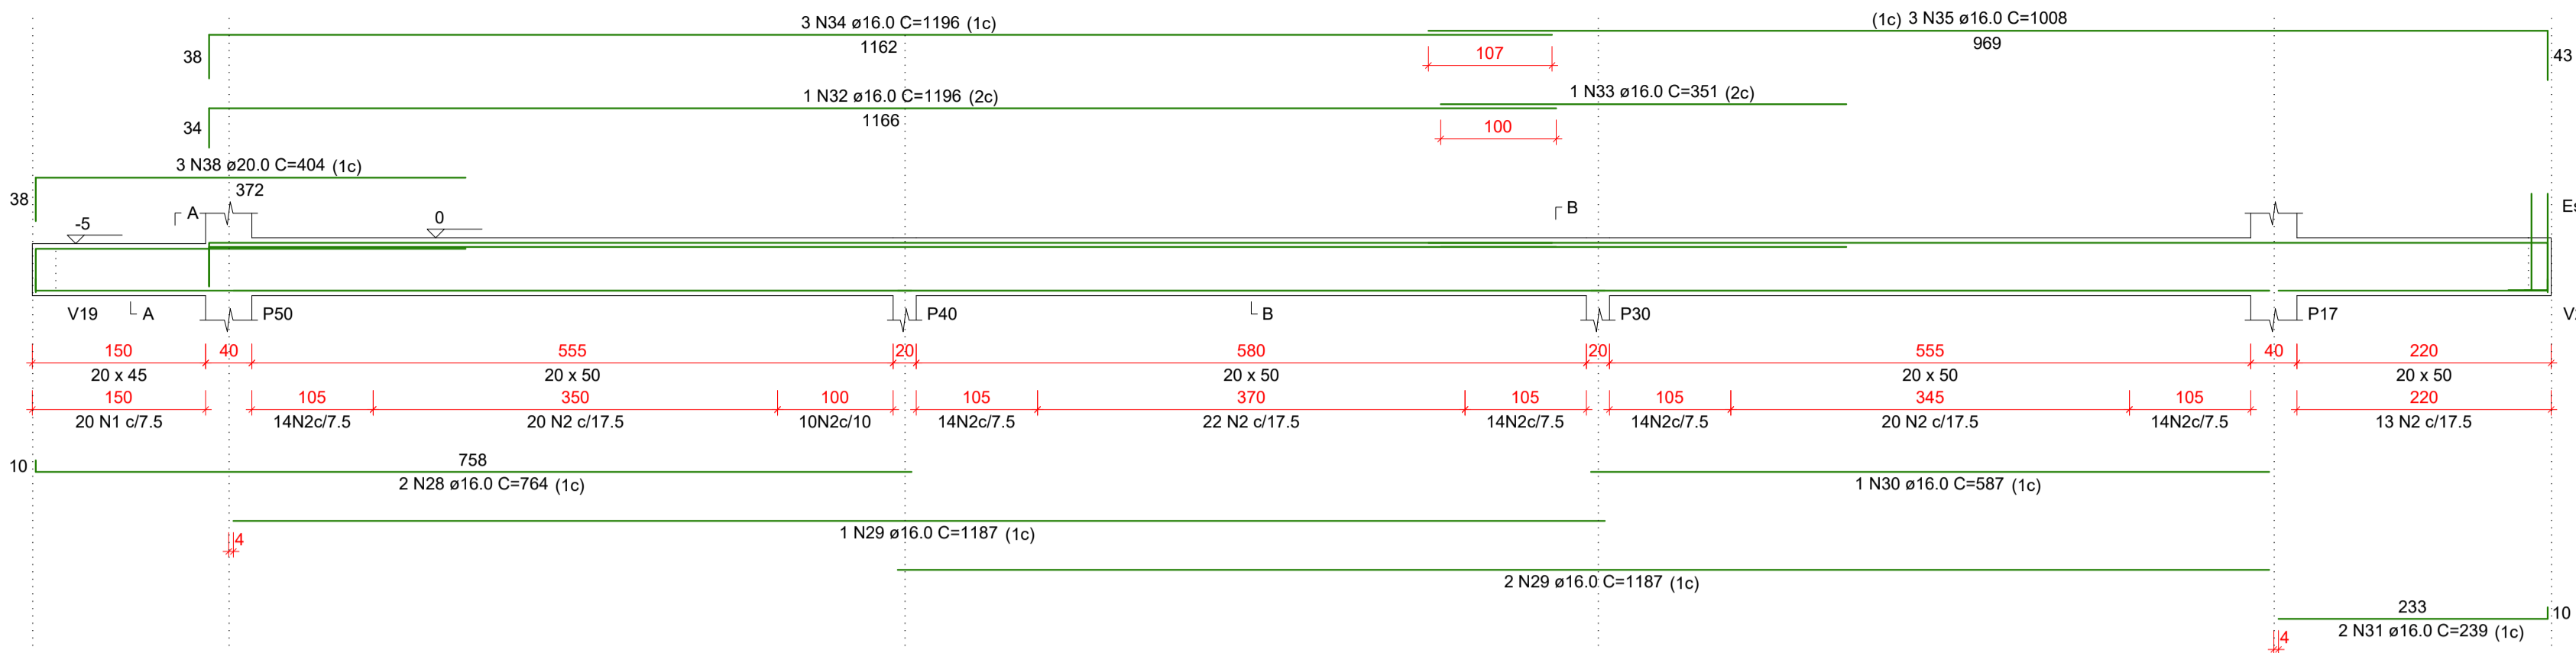 3 N34 ø16.0 C=1196 (1c)
(1c) 3 N35 ø16.0 C=1008
38
1162
107
969
43
1 N32 ø16.0 C=1196 (2c)
1 N33 ø16.0 C=351 (2c)
34
1166
100
3 N38 ø20.0 C=404 (1c)
38
372
A
B
-5
0
V19
A
P50
P40
B
P30
P17
150 40 555 20 580 20 555 40 220
20 x 45 20 x 50 20 x 50 20 x 50 20 x 50
150 105 350 100 105 370 105 105 345 105 220
20 N1 c/7.5 14N2c/7.5 20 N2 c/17.5 10N2c/10 14N2c/7.5 22 N2 c/17.5 14N2c/7.5 14N2c/7.5 20 N2 c/17.5 14N2c/7.5 13 N2 c/17.5
10
758
2 N28 ø16.0 C=764 (1c)
1 N30 ø16.0 C=587 (1c)
4
1 N29 ø16.0 C=1187 (1c)
2 N29 ø16.0 C=1187 (1c)
233
10
2 N31 ø16.0 C=239 (1c)
4